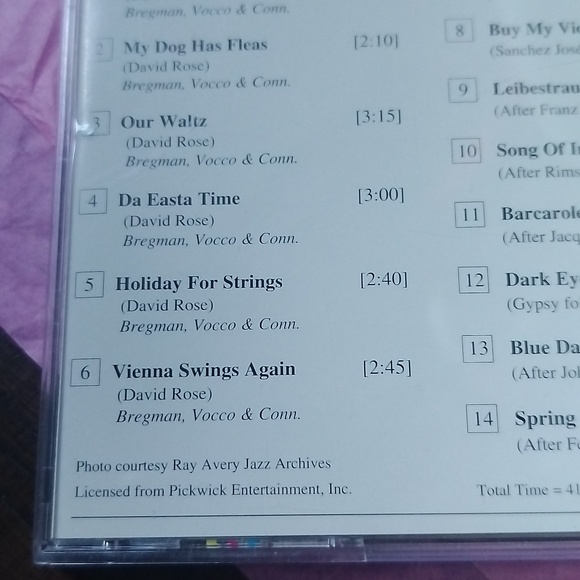 Bregman, Vocco & Conn.
2 My Dog Has Fleas [2:10]
(David Rose)
Bregman, Vocco & Conn.
3 Our Waltz [3:15]
(David Rose)
Bregman, Vocco & Conn.
4 Da Easta Time [3:00]
(David Rose)
Bregman, Vocco & Conn.
5 Holiday For Strings [2:40]
(David Rose)
Bregman, Vocco & Conn.
6 Vienna Swings Again [2:45]
(David Rose)
Bregman, Vocco & Conn.
Photo courtesy Ray Avery Jazz Archives
Licensed from Pickwick Entertainment, Inc.
8 Buy My Vio
(Sanchez José
9 Leibestrau
(After Franz
10 Song Of I
(After Rims
11 Barcarole
(After Jacq
12 Dark Ey
(Gypsy fo
13 Blue Da
(After Jo
14 Spring
(After F
Total Time = 41